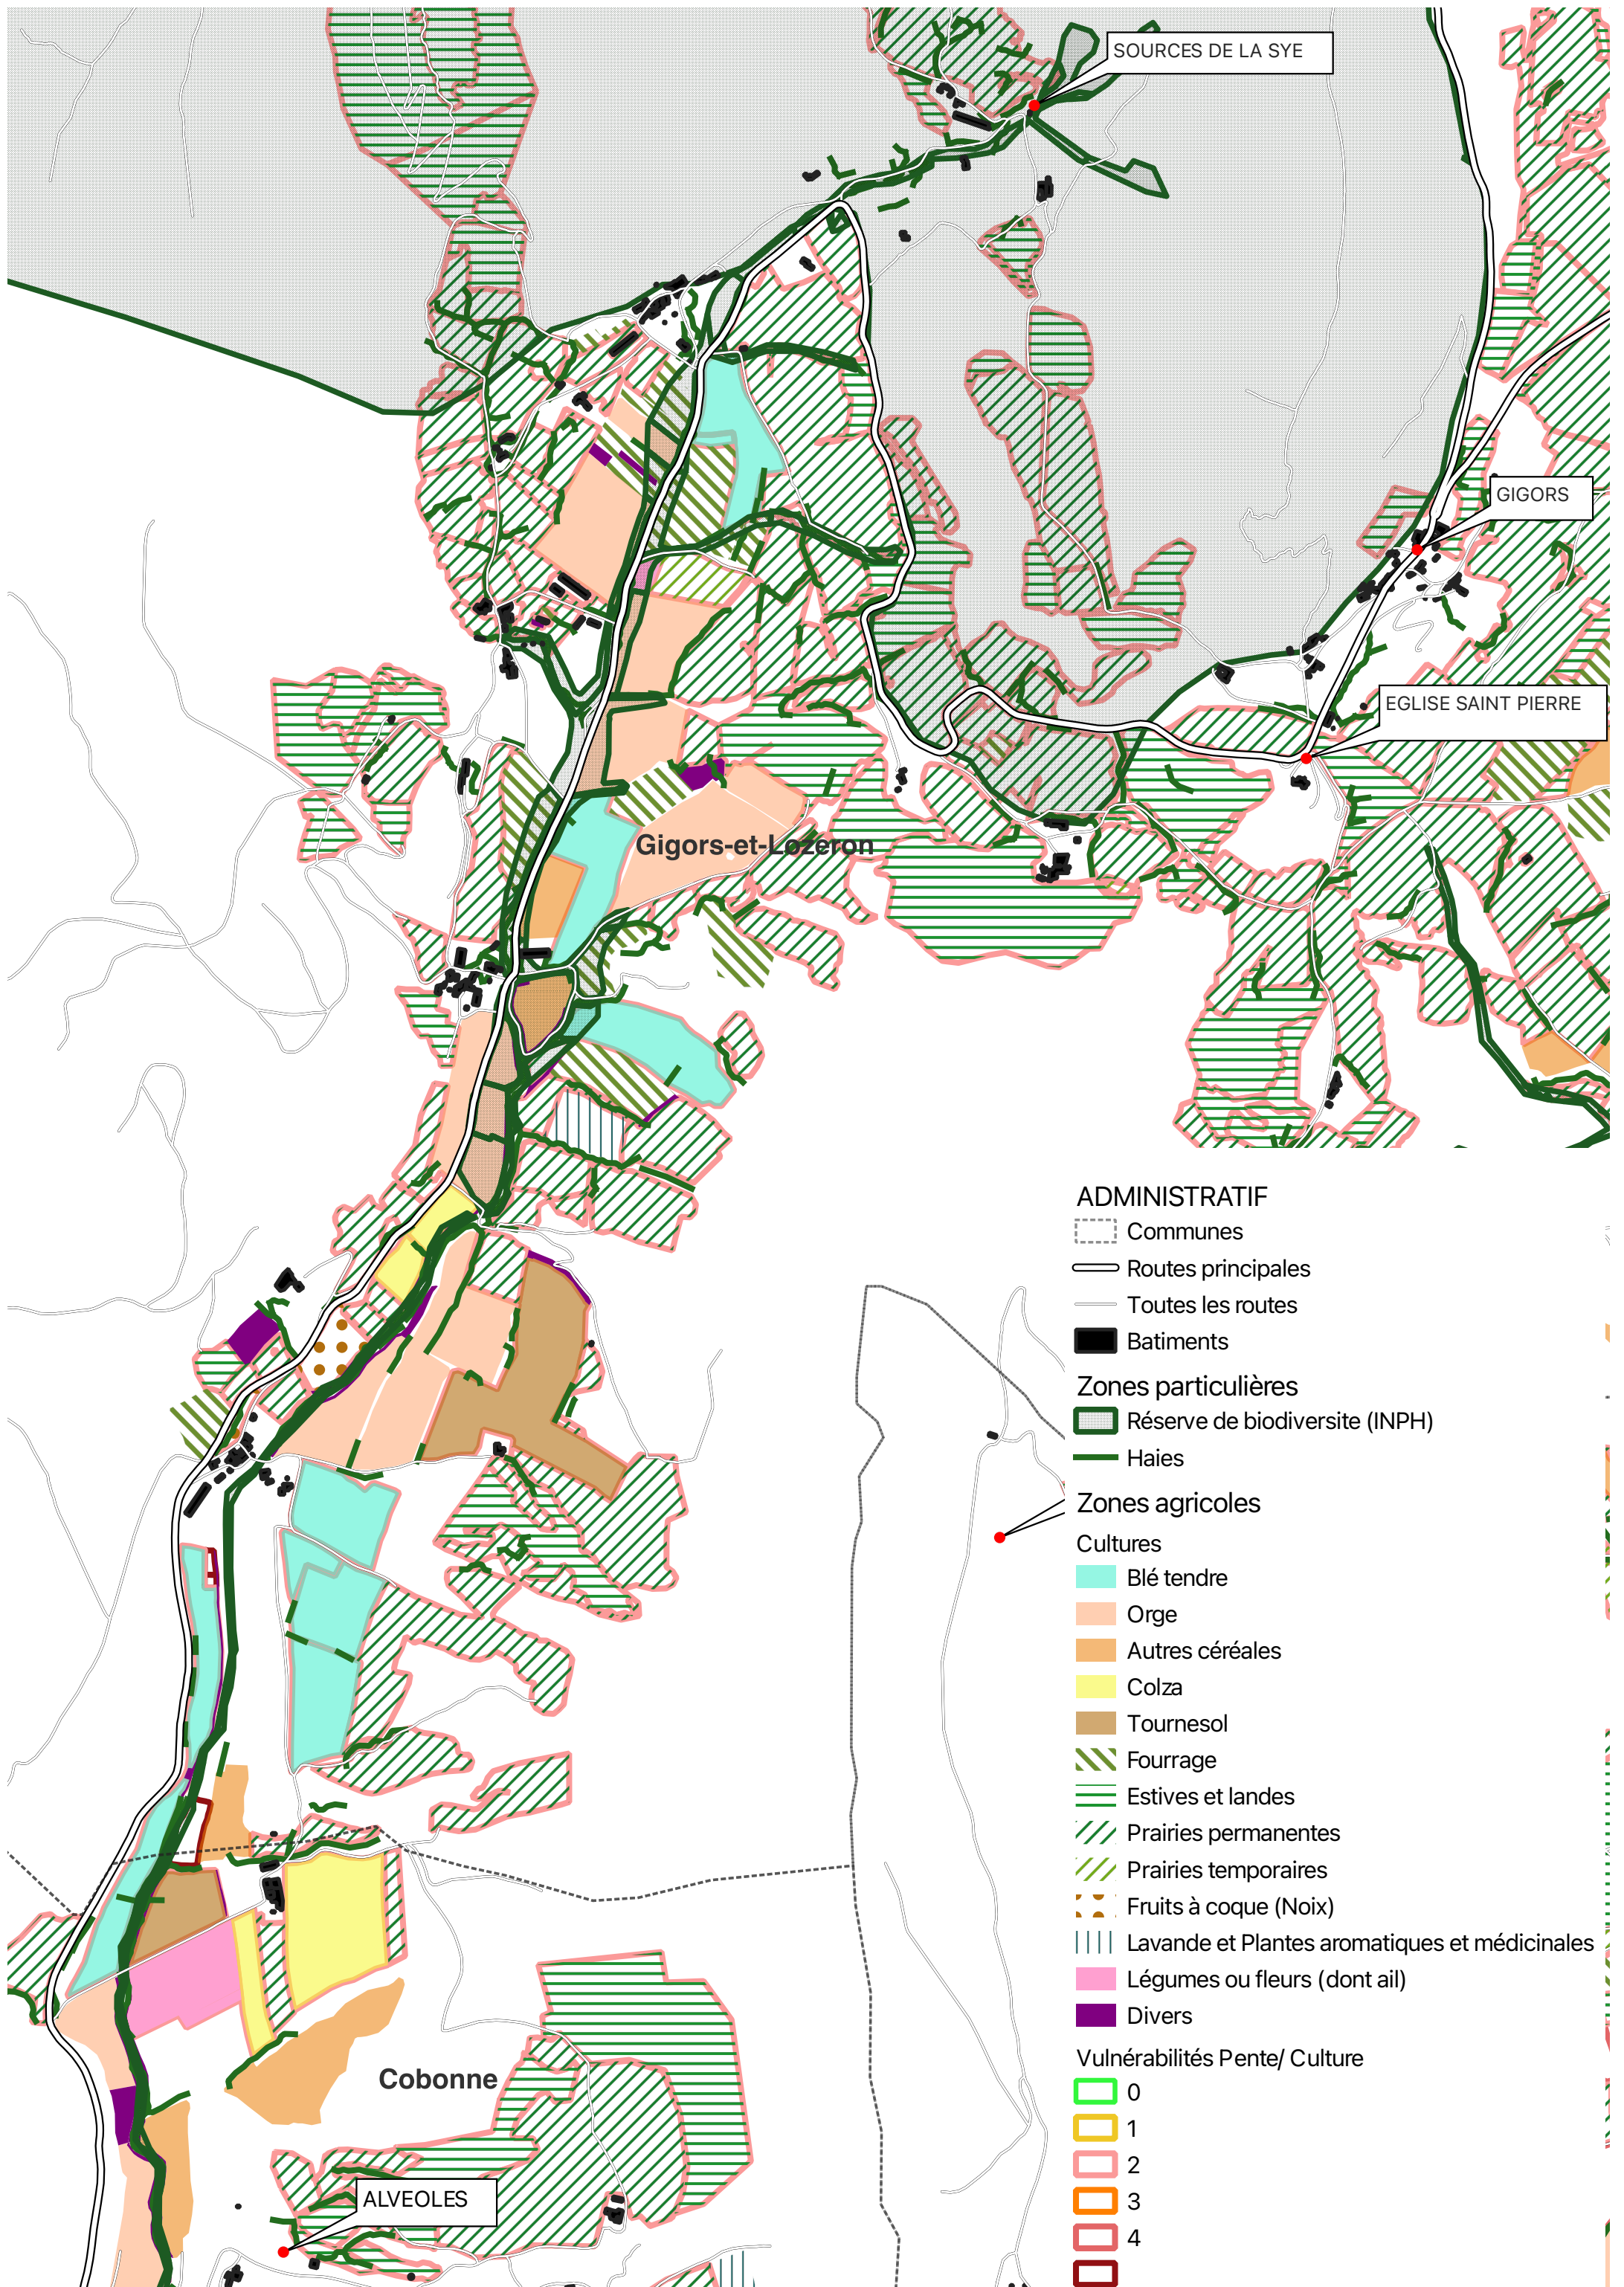 SOURCES DE LA SYE
GIGORS
EGLISE SAINT PIERRE
Gigors-et-Lozeron
ADMINISTRATIF
Communes
Routes principales
Toutes les routes
Batiments
Zones particulières
Réserve de biodiversite (INPH)
Haies
Zones agricoles
Cultures
Blé tendre
Orge
Autres céréales
Colza
Tournesol
Fourrage
Estives et landes
Prairies permanentes
Prairies temporaires
Fruits à coque (Noix)
Lavande et Plantes aromatiques et médicinales
Légumes ou fleurs (dont ail)
Divers
Vulnérabilités Pente/ Culture
0
1
2
3
4
Cobonne
ALVEOLES